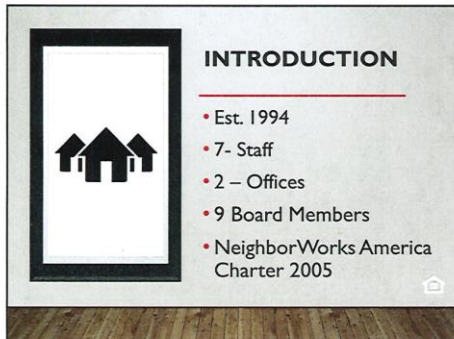 INTRODUCTION
• Est. 1994
• 7- Staff
• 2 – Offices
• 9 Board Members
• NeighborWorks America
Charter 2005